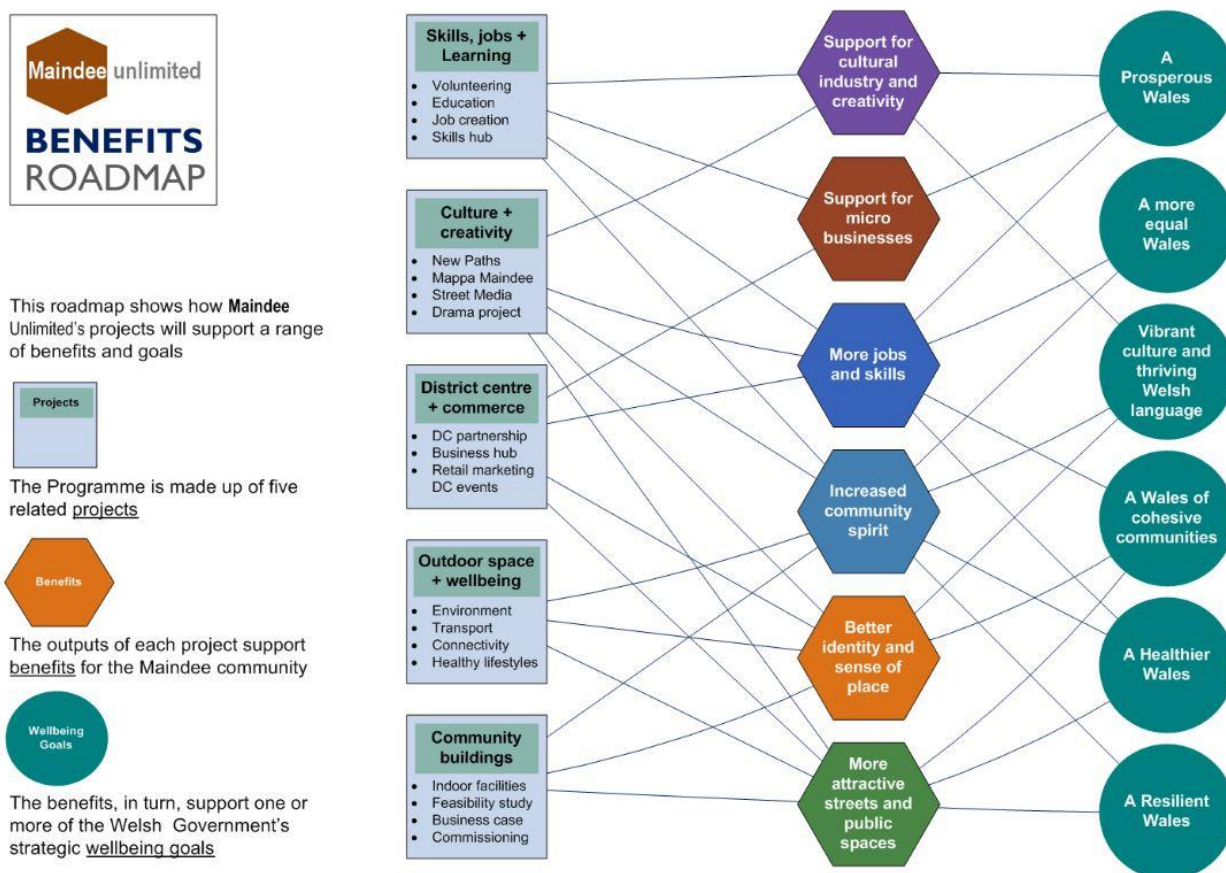 Maindee unlimited
BENEFITS
ROADMAP
This roadmap shows how Maindee
Unlimited's projects will support a range
of benefits and goals
Projects
The Programme is made up of five
related projects
Benefits
The outputs of each project support
benefits for the Maindee community
Wellbeing
Goals
The benefits, in turn, support one or
more of the Welsh Government's
strategic wellbeing goals
Skills, jobs +
Learning
• Volunteering
• Education
• Job creation
• Skills hub
Culture +
creativity
• New Paths
• Mappa Maindee
• Street Media
• Drama project
District centre
+ commerce
• DC partnership
• Business hub
• Retail marketing
DC events
Outdoor space
+ wellbeing
• Environment
• Transport
• Connectivity
• Healthy lifestyles
Community
buildings
• Indoor facilities
• Feasibility study
• Business case
• Commissioning
Support for
cultural
industry and
creativity
Support for
micro
businesses
More jobs
and skills
Increased
community
spirit
Better
identity and
sense of
place
More
attractive
streets and
public
spaces
A
Prosperous
Wales
A more
equal
Wales
Vibrant
culture and
thriving
Welsh
language
A Wales of
cohesive
communities
A Healthier
Wales
A Resilient
Wales